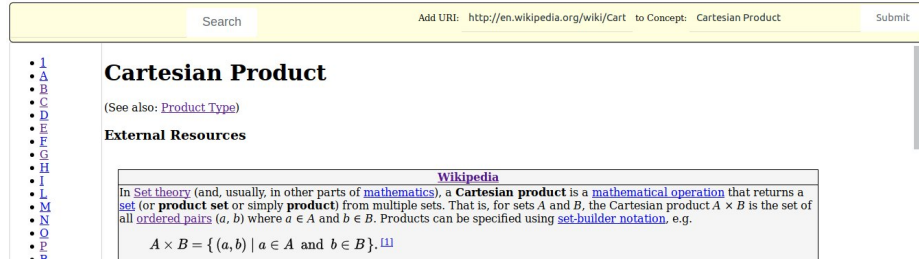 Search Add URI: http://en.wikipedia.org/wiki/Cart to Concept: Cartesian Product Submit
1
A
B
C
D
E
F
G
H
I
L
M
N
O
P
Cartesian Product
(See also: Product Type)
External Resources
Wikipedia
In Set theory (and, usually, in other parts of mathematics), a Cartesian product is a mathematical operation that returns a
set (or product set or simply product) from multiple sets. That is, for sets A and B, the Cartesian product A × B is the set of
all ordered pairs (a, b) where a ∈ A and b ∈ B. Products can be specified using set-builder notation, e.g.
A × B = { (a, b) | a ∈ A and b ∈ B }. [1]